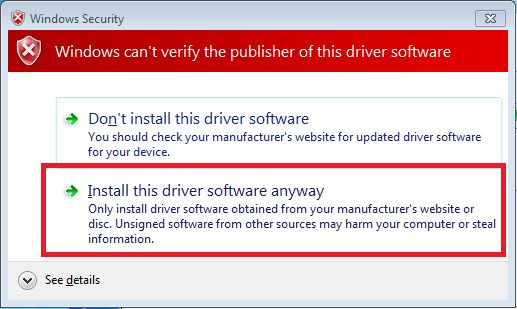 Windows Security
Windows can't verify the publisher of this driver software
Don't install this driver software
You should check your manufacturer's website for updated driver software
for your device.
Install this driver software anyway
Only install driver software obtained from your manufacturer's website or
disc. Unsigned software from other sources may harm your computer or steal
information.
See details